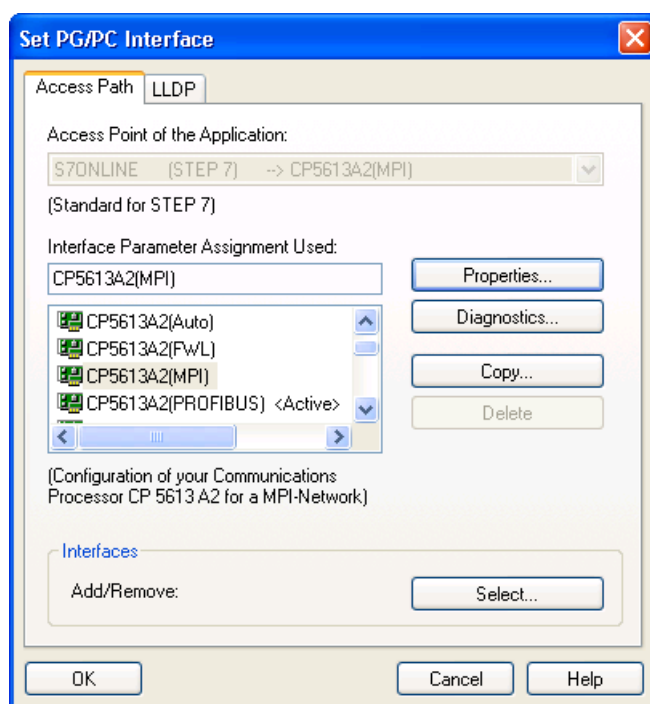 Set PG/PC Interface
Access Path LLDP
Access Point of the Application:
S7ONLINE (STEP 7) --> CP5613A2(MPI)
(Standard for STEP 7)
Interface Parameter Assignment Used:
CP5613A2(MPI)
Properties...
CP5613A2(Auto)
CP5613A2(FWL)
CP5613A2(MPI)
CP5613A2(PROFIBUS) <Active>
Diagnostics...
Copy...
Delete
(Configuration of your Communications
Processor CP 5613 A2 for a MPI-Network)
Interfaces
Add/Remove:
Select...
OK
Cancel
Help